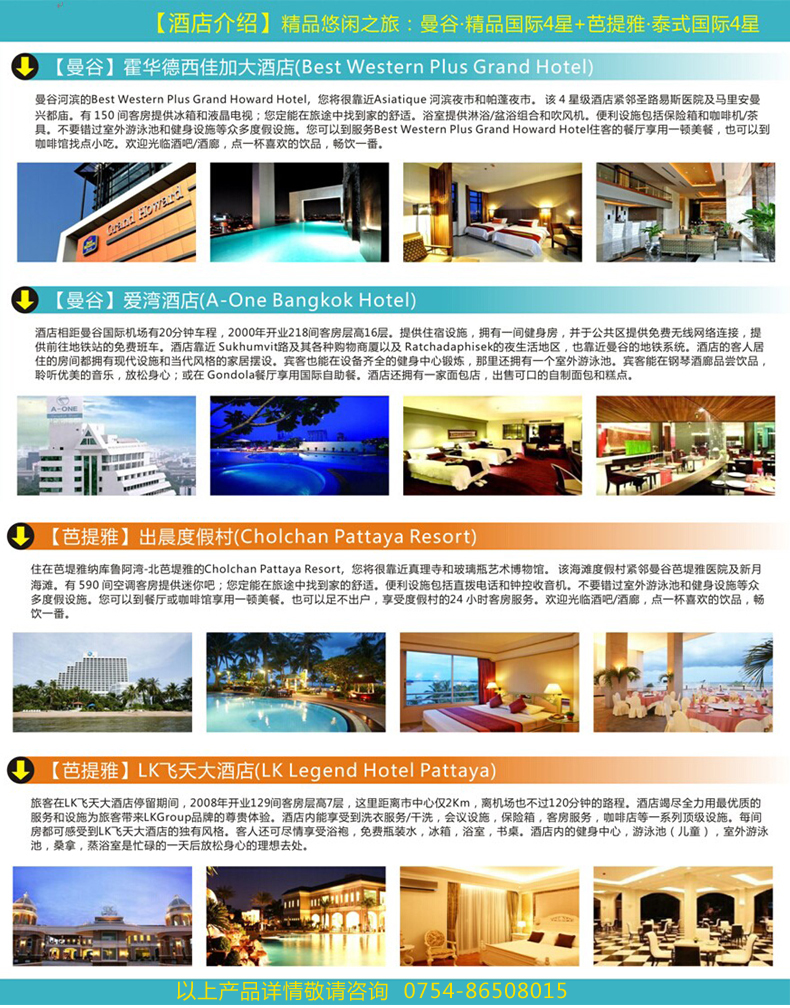 【酒店介绍】精品悠闲之旅：曼谷·精品国际4星+芭提雅·泰式国际4星
【曼谷】霍华德西佳加大酒店(Best Western Plus Grand Hotel)
曼谷河滨的Best Western Plus Grand Howard Hotel，您将很靠近Asiatique 河滨夜市和帕蓬夜市。 该 4 星级酒店紧邻圣路易斯医院及马里安曼
兴都庙。有 150 间客房提供冰箱和液晶电视；您定能在旅途中找到家的舒适。浴室提供淋浴/盆浴组合和吹风机。便利设施包括保险箱和咖啡机/茶
具。不要错过室外游泳池和健身设施等众多度假设施。您可以到服务Best Western Plus Grand Howard Hotel住客的餐厅享用一顿美餐，也可以到
咖啡馆找点小吃。欢迎光临酒吧/酒廊，点一杯喜欢的饮品，畅饮一番。
Grand Howard
【曼谷】爱湾酒店(A-One Bangkok Hotel)
酒店相距曼谷国际机场有20分钟车程，2000年开业218间客房层高16层。提供住宿设施，拥有一间健身房，并于公共区提供免费无线网络连接，提
供前往地铁站的免费班车。酒店靠近 Sukhumvit路及其各种购物商厦以及 Ratchadaphisek的夜生活地区，也靠近曼谷的地铁系统。酒店的客人居
住的房间都拥有现代设施和当代风格的家居摆设。宾客也能在设备齐全的健身中心锻炼，那里还拥有一个室外游泳池。宾客能在钢琴酒廊品尝饮品，
聆听优美的音乐，放松身心；或在 Gondola餐厅享用国际自助餐。酒店还拥有一家面包店，出售可口的自制面包和糕点。
A-ONE
【芭提雅】出晨度假村(Cholchan Pattaya Resort)
住在芭堤雅纳库鲁阿湾-北芭堤雅的Cholchan Pattaya Resort，您将很靠近真理寺和玻璃瓶艺术博物馆。 该海滩度假村紧邻曼谷芭堤雅医院及新月
海滩。有 590 间空调客房提供迷你吧；您定能在旅途中找到家的舒适。便利设施包括直拨电话和钟控收音机。不要错过室外游泳池和健身设施等众
多度假设施。您可以到餐厅或咖啡馆享用一顿美餐。也可以足不出户，享受度假村的24 小时客房服务。欢迎光临酒吧/酒廊，点一杯喜欢的饮品，畅
饮一番。
【芭提雅】LK飞天大酒店(LK Legend Hotel Pattaya)
旅客在LK飞天大酒店停留期间，2008年开业129间客房层高7层，这里距离市中心仅2Km，离机场也不过120分钟的路程。酒店竭尽全力用最优质的
服务和设施为旅客带来LKGroup品牌的尊贵体验。酒店内能享受到洗衣服务/干洗，会议设施，保险箱，客房服务，咖啡店等一系列顶级设施。每间
房都可感受到LK飞天大酒店的独有风格。客人还可尽情享受浴袍，免费瓶装水，冰箱，浴室，书桌。酒店内的健身中心，游泳池（儿童），室外游泳
池，桑拿，蒸浴室是忙碌的一天后放松身心的理想去处。
以上产品详情敬请咨询 0754-86508015